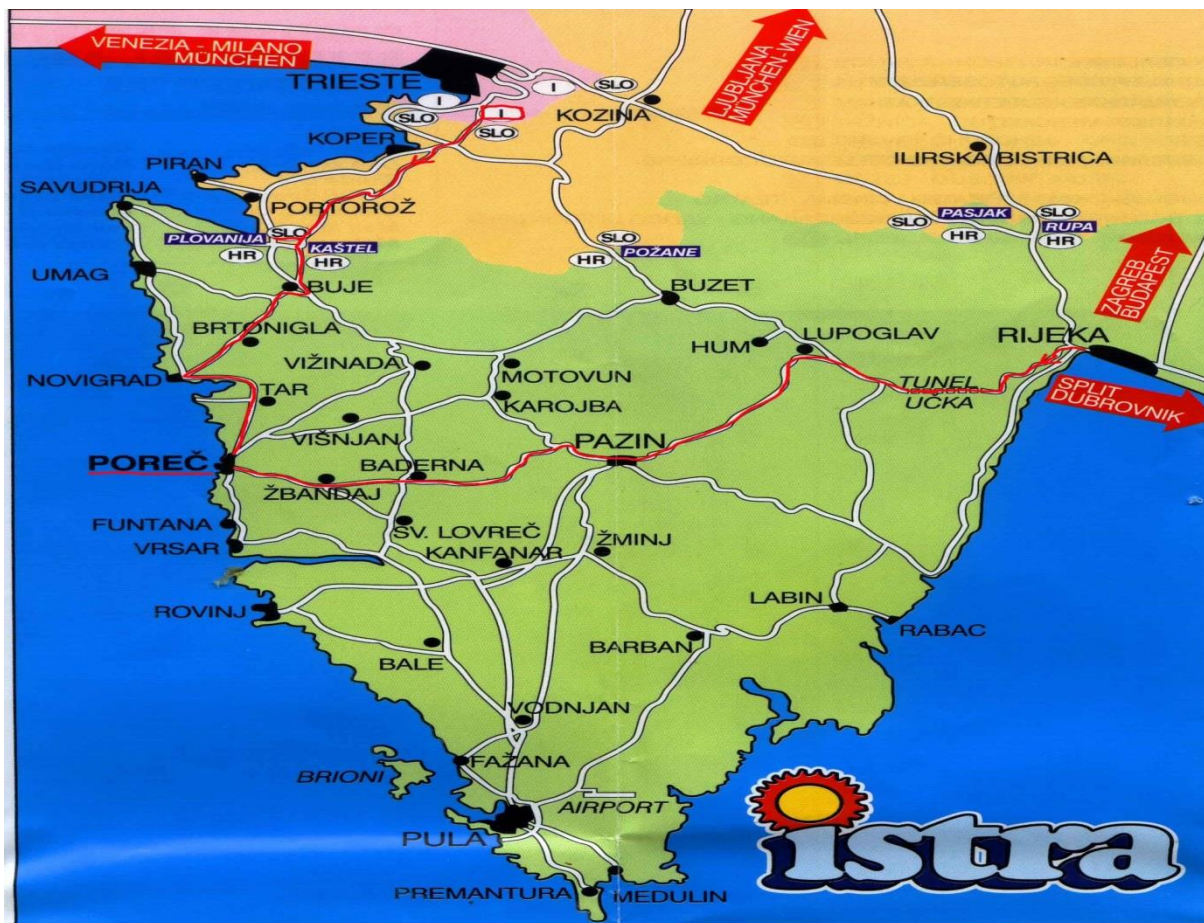 VENEZIA - MILANO
MÜNCHEN
LJUBLJANA
MÜNCHEN-WIEN
TRIESTE
I
I
SLO
I
SLO
SLO
KOZINA
KOPER
ILIRSKA BISTRICA
PIRAN
SAVUDRIJA
PORTOROŽ
SLO
PASJAK
SLO
PLOVANIJA
SLO
KAŠTEL
SLO
HR
RUPA
HR
HR
HR
POŽANE
HR
UMAG
BUJE
BUZET
ZAGREB
BUDAPEST
BRTONIGLA
HUM
LUPOGLAV
RIJEKA
VIŽINADA
MOTOVUN
NOVIGRAD
TAR
KAROJBA
TUNEL
UČKA
SPLIT
DUBROVNIK
VIŠNJAN
PAZIN
POREČ
BADERNA
ŽBANDAJ
FUNTANA
SV. LOVREČ
VRSAR
KANFANAR
ŽMINJ
ROVINJ
LABIN
RABAC
BALE
BARBAN
VODNJAN
FAŽANA
BRIONI
AIRPORT
PULA
PREMANTURA
MEDULIN
istra